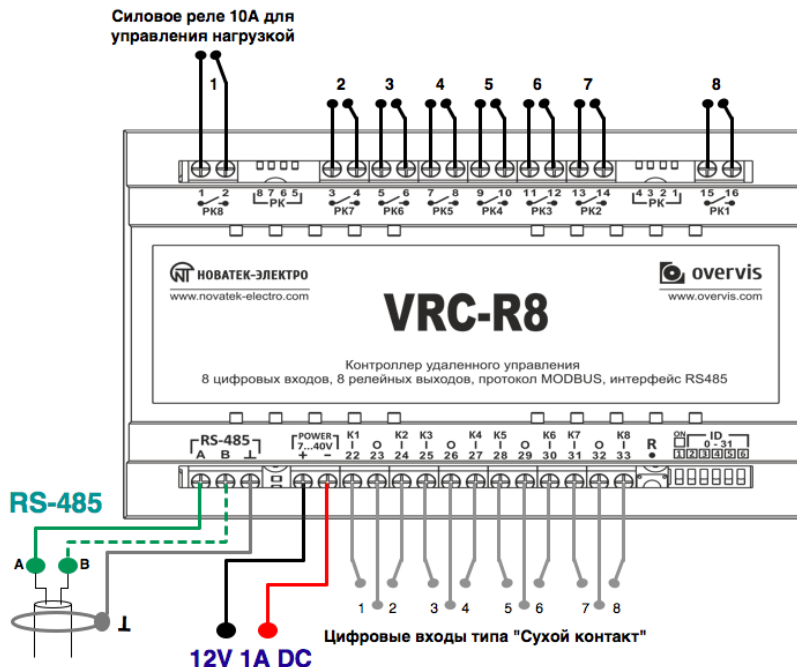 Силовое реле 10А для
управления нагрузкой
1 2 3 4 5 6 7 8
1 2 8 7 6 5 3 4 5 6 7 8 9 10 11 12 13 14 4 3 2 1 15 16
РК8 РК РК7 РК6 РК5 РК4 РК3 РК2 РК РК1
НОВАТЕК-ЭЛЕКТРО
www.novatek-electro.com
overvis
www.overvis.com
VRC-R8
Контроллер удаленного управления
8 цифровых входов, 8 релейных выходов, протокол MODBUS, интерфейс RS485
RS-485 POWER K1 K2 K3 K4 K5 K6 K7 K8 R ON ID
7...40V 0 - 31
A B ⊥ + − 22 23 24 25 26 27 28 29 30 31 32 33 1 2 3 4 5 6
RS-485
A B
1 2 3 4 5 6 7 8
⊥
Цифровые входы типа "Сухой контакт"
12V 1A DC